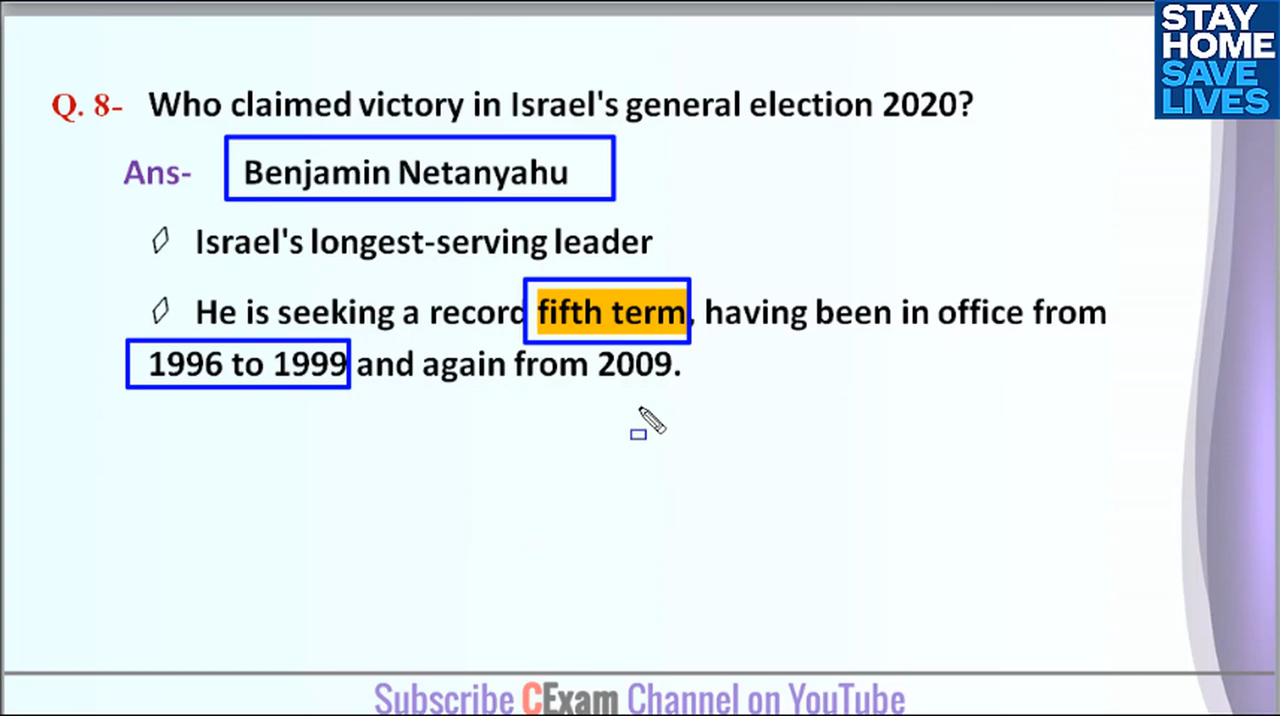 STAY
HOME
SAVE
LIVES
Q. 8- Who claimed victory in Israel's general election 2020?
Ans- Benjamin Netanyahu
Israel's longest-serving leader
He is seeking a record fifth term, having been in office from
1996 to 1999 and again from 2009.
Subscribe CExam Channel on YouTube